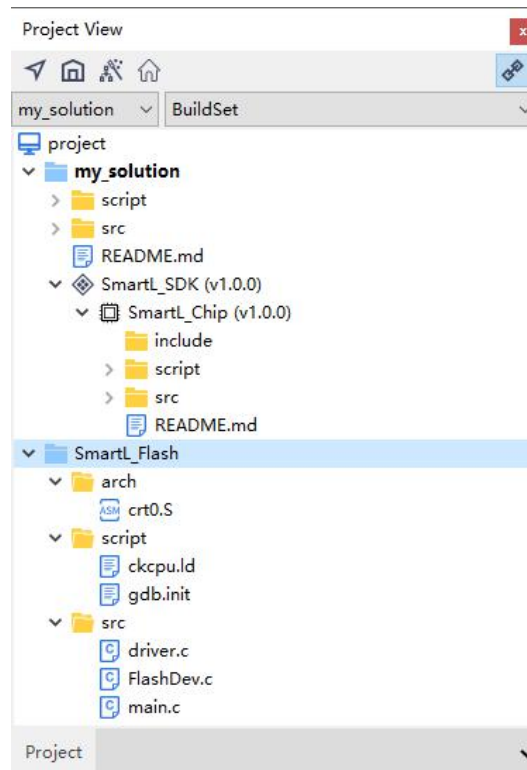 Project View
x
my_solution BuildSet
project
my_solution
script
src
README.md
SmartL_SDK (v1.0.0)
SmartL_Chip (v1.0.0)
include
script
src
README.md
SmartL_Flash
arch
ASM crt0.S
script
ckcpu.ld
gdb.init
src
C driver.c
C FlashDev.c
C main.c
Project